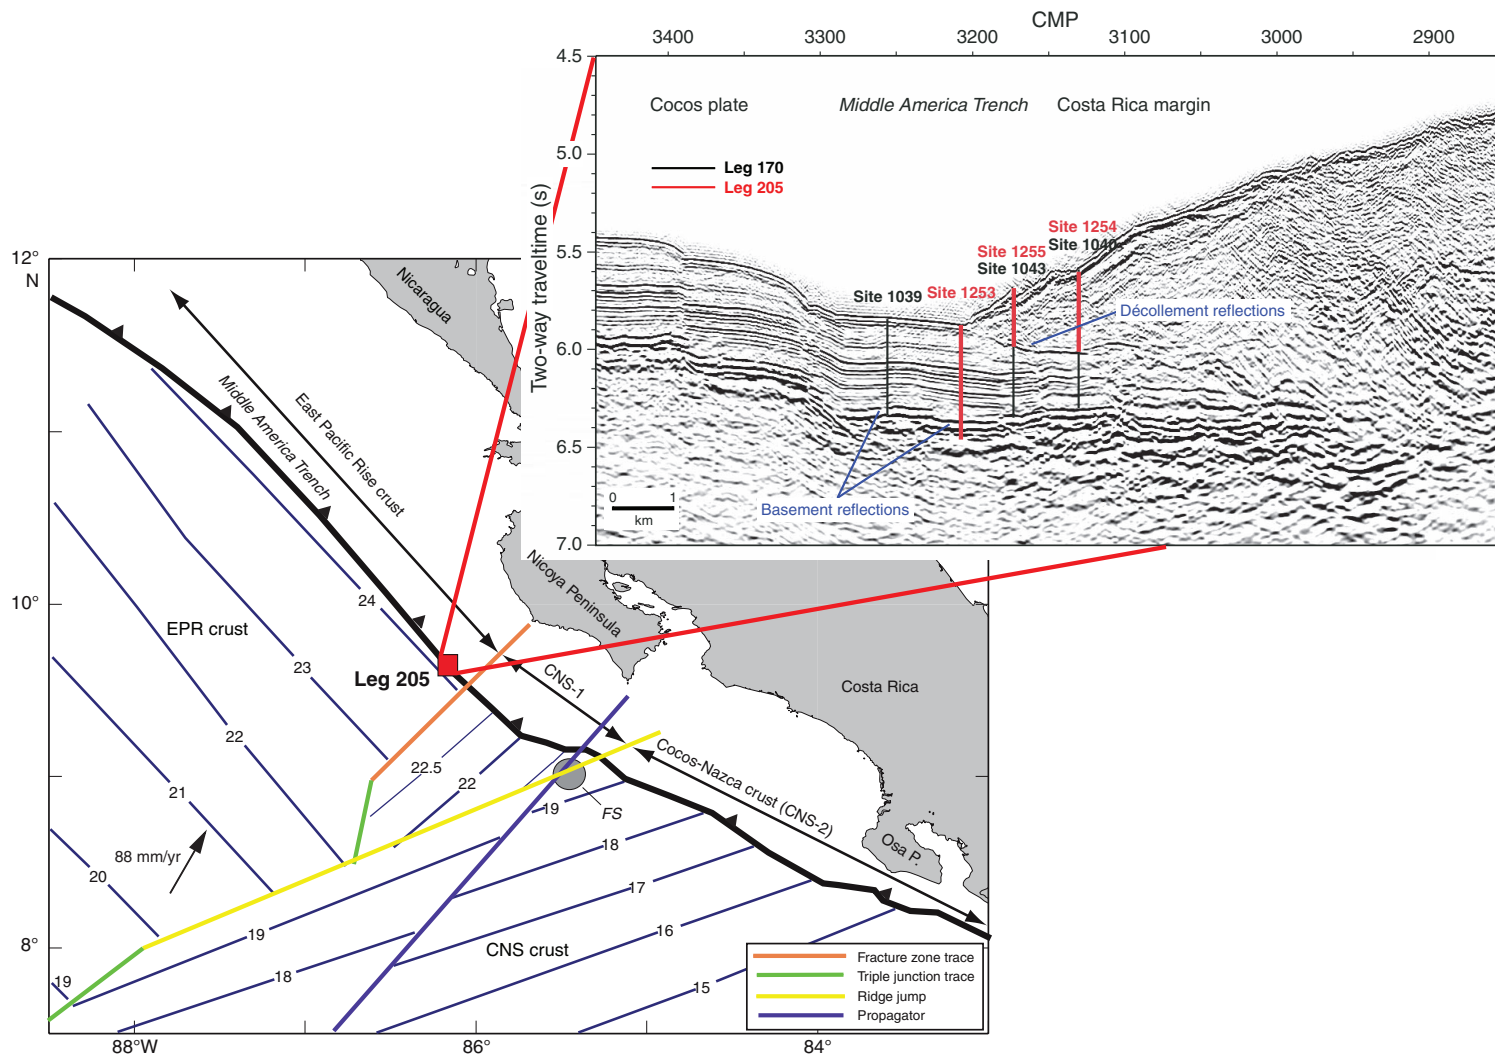 CMP
3400
3300
3200
3100
3000
2900
4.5
5.0
5.5
6.0
6.5
7.0
Two-way traveltime (s)
Cocos plate
Middle America Trench
Costa Rica margin
Leg 170
Leg 205
Site 1254
Site 1040
Site 1255
Site 1043
Site 1039
Site 1253
Décollement reflections
Basement reflections
0
1
km
12°
N
10°
8°
88°W
86°
84°
Nicaragua
Middle America Trench
East Pacific Rise crust
Nicoya Peninsula
Costa Rica
Osa P.
EPR crust
Leg 205
CNS-1
Cocos-Nazca crust (CNS-2)
FS
88 mm/yr
CNS crust
24
23
22
21
20
19
22.5
22
19
18
17
16
15
19
18
Fracture zone trace
Triple junction trace
Ridge jump
Propagator